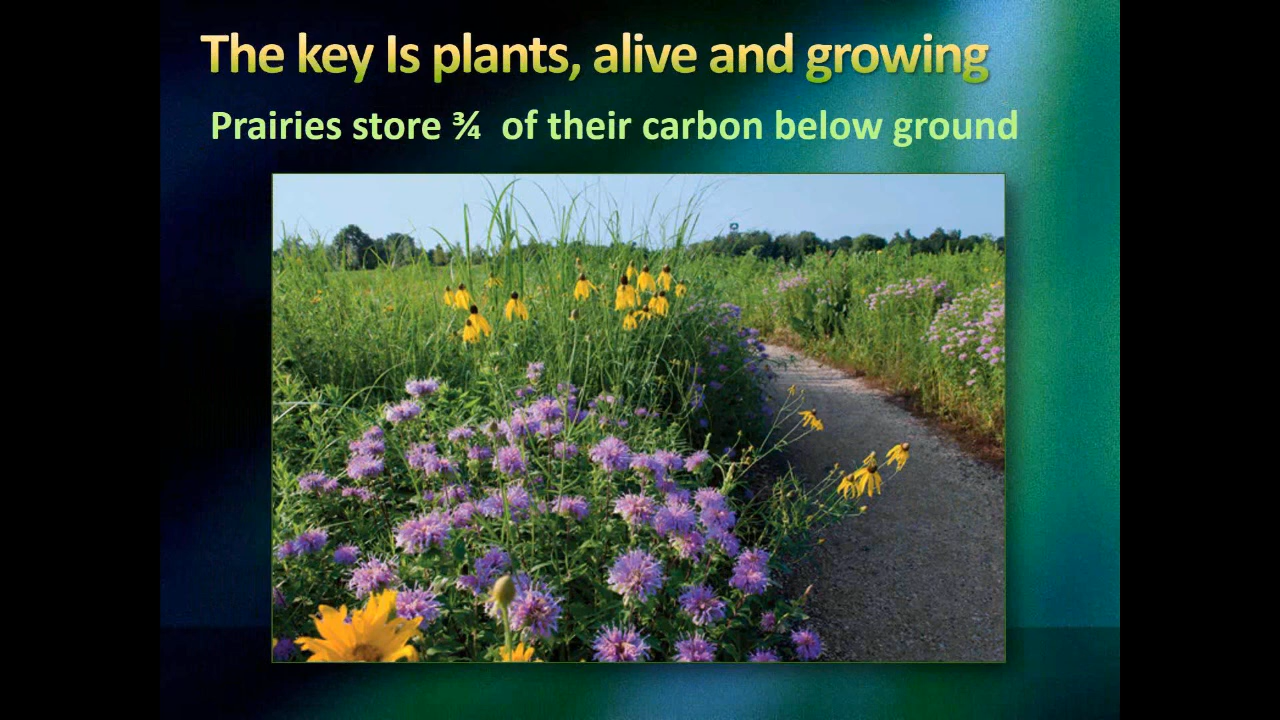 The key Is plants, alive and growing
Prairies store ¾ of their carbon below ground